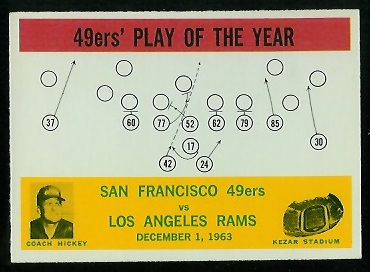 49ers' PLAY OF THE YEAR
37 60 77 52 62 79 85 30
17
42 24
SAN FRANCISCO 49ers
vs
LOS ANGELES RAMS
DECEMBER 1, 1963
COACH HICKEY
KEZAR STADIUM